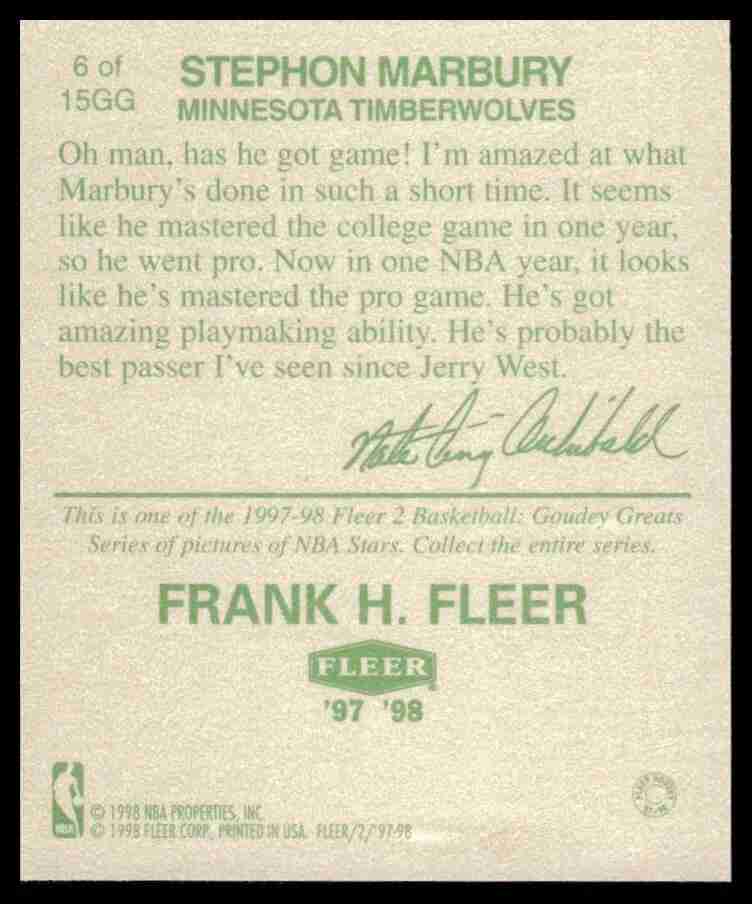 6 of
15GG
STEPHON MARBURY
MINNESOTA TIMBERWOLVES
Oh man, has he got game! I'm amazed at what
Marbury's done in such a short time. It seems
like he mastered the college game in one year,
so he went pro. Now in one NBA year, it looks
like he's mastered the pro game. He's got
amazing playmaking ability. He's probably the
best passer I've seen since Jerry West.
Nate Tiny Archibald
This is one of the 1997-98 Fleer 2 Basketball: Goudey Greats
Series of pictures of NBA Stars. Collect the entire series.
FRANK H. FLEER
FLEER®
'97 '98
NBA
© 1998 NBA PROPERTIES, INC.
© 1998 FLEER CORP., PRINTED IN USA. FLEER/2/'97-98